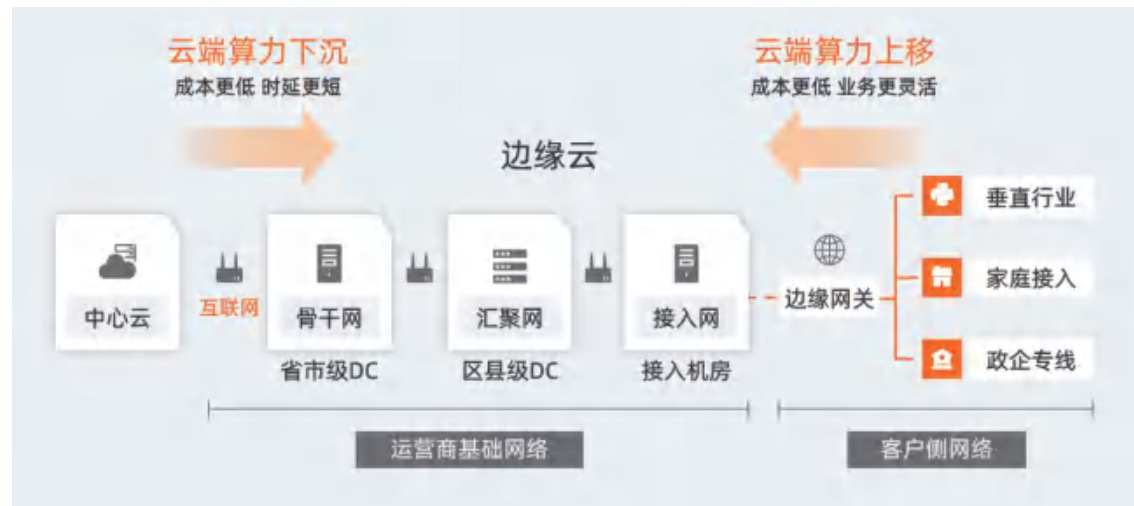 云端算力下沉
成本更低 时延更短
云端算力上移
成本更低 业务更灵活
边缘云
中心云
互联网
骨干网
汇聚网
接入网
省市级DC
区县级DC
接入机房
边缘网关
垂直行业
家庭接入
政企专线
运营商基础网络
客户侧网络